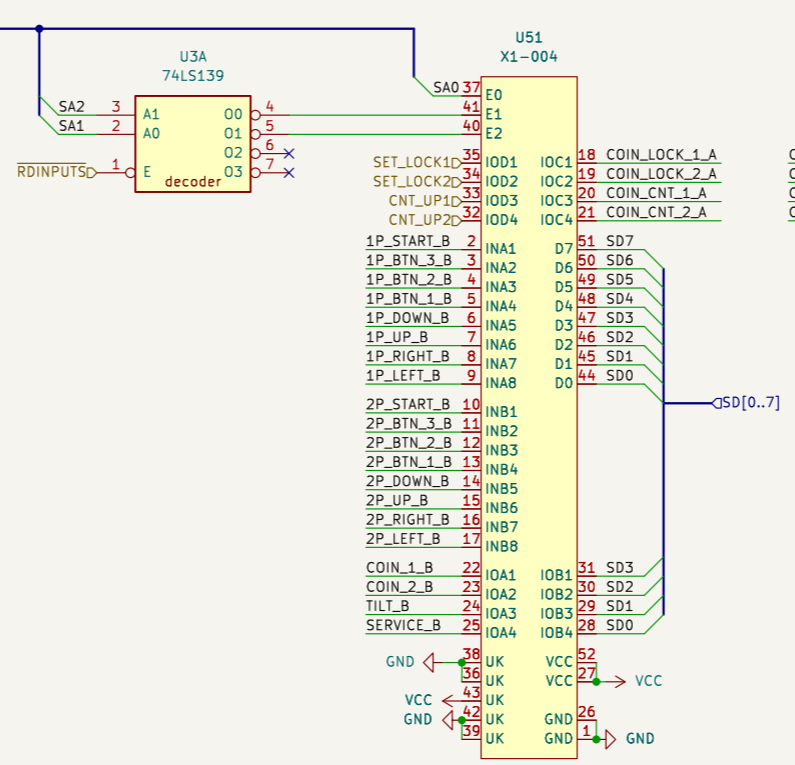 U51
X1-004
U3A
74LS139
SA2 3 A1 O0 4
SA1 2 A0 O1 5
O2 6
RDINPUTS 1 E O3 7
decoder
SA0 37 E0
41 E1
40 E2
SET_LOCK1 35 IOD1 IOC1 18 COIN_LOCK_1_A
SET_LOCK2 34 IOD2 IOC2 19 COIN_LOCK_2_A
CNT_UP1 33 IOD3 IOC3 20 COIN_CNT_1_A
CNT_UP2 32 IOD4 IOC4 21 COIN_CNT_2_A
1P_START_B 2 INA1 D7 51 SD7
1P_BTN_3_B 3 INA2 D6 50 SD6
1P_BTN_2_B 4 INA3 D5 49 SD5
1P_BTN_1_B 5 INA4 D4 48 SD4
1P_DOWN_B 6 INA5 D3 47 SD3
1P_UP_B 7 INA6 D2 46 SD2
1P_RIGHT_B 8 INA7 D1 45 SD1
1P_LEFT_B 9 INA8 D0 44 SD0
SD[0..7]
2P_START_B 10 INB1
2P_BTN_3_B 11 INB2
2P_BTN_2_B 12 INB3
2P_BTN_1_B 13 INB4
2P_DOWN_B 14 INB5
2P_UP_B 15 INB6
2P_RIGHT_B 16 INB7
2P_LEFT_B 17 INB8
COIN_1_B 22 IOA1 IOB1 31 SD3
COIN_2_B 23 IOA2 IOB2 30 SD2
TILT_B 24 IOA3 IOB3 29 SD1
SERVICE_B 25 IOA4 IOB4 28 SD0
GND 38 UK VCC 52
36 UK VCC 27 VCC
VCC 43 UK
GND 42 UK GND 26
39 UK GND 1 GND